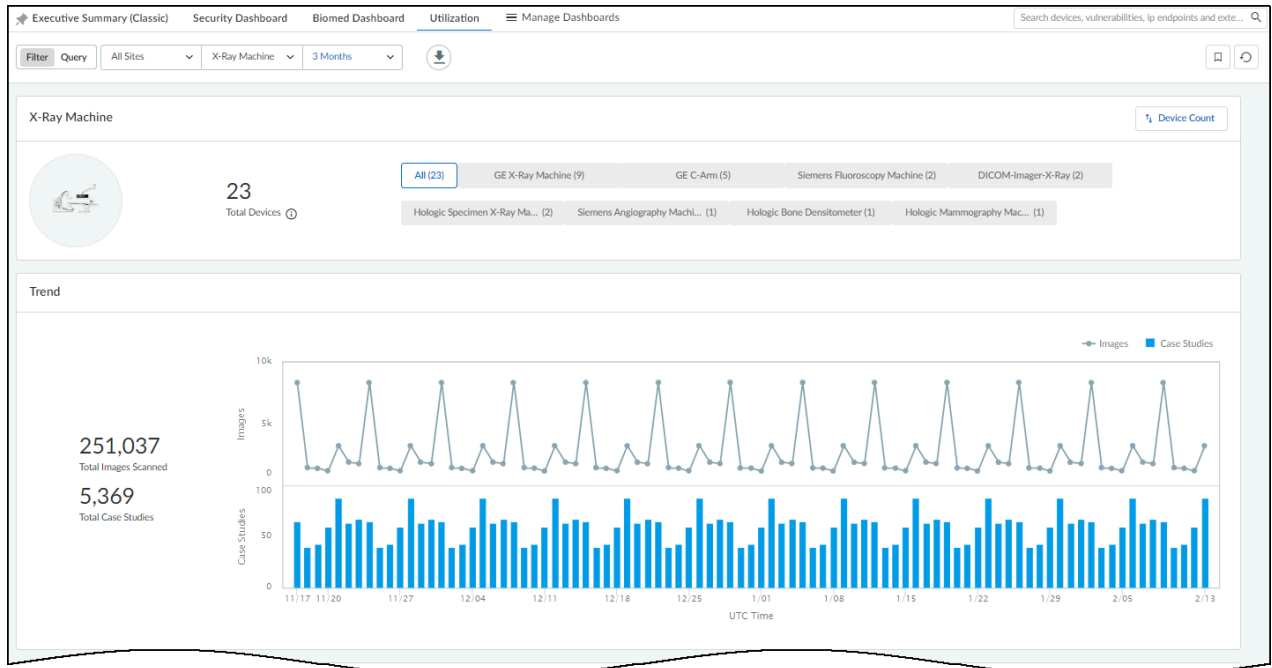 Executive Summary (Classic) Security Dashboard Biomed Dashboard Utilization Manage Dashboards Search devices, vulnerabilities, ip endpoints and exte...
Filter Query All Sites X-Ray Machine 3 Months
X-Ray Machine Device Count
All (23) GE X-Ray Machine (9) GE C-Arm (5) Siemens Fluoroscopy Machine (2) DICOM-Imager-X-Ray (2)
23
Total Devices
Hologic Specimen X-Ray Ma... (2) Siemens Angiography Machi... (1) Hologic Bone Densitometer (1) Hologic Mammography Mac... (1)
Trend
Images Case Studies
251,037
Total Images Scanned
5,369
Total Case Studies
Images
10k
5k
0
Case Studies
100
50
0
11/17 11/20 11/27 12/04 12/11 12/18 12/25 1/01 1/08 1/15 1/22 1/29 2/05 2/13
UTC Time